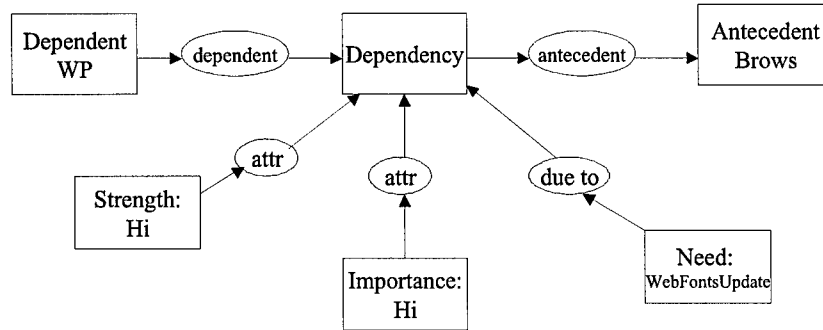 Dependent
WP
dependent
Dependency
antecedent
Antecedent
Brows
attr
attr
due to
Strength:
Hi
Importance:
Hi
Need:
WebFontsUpdate